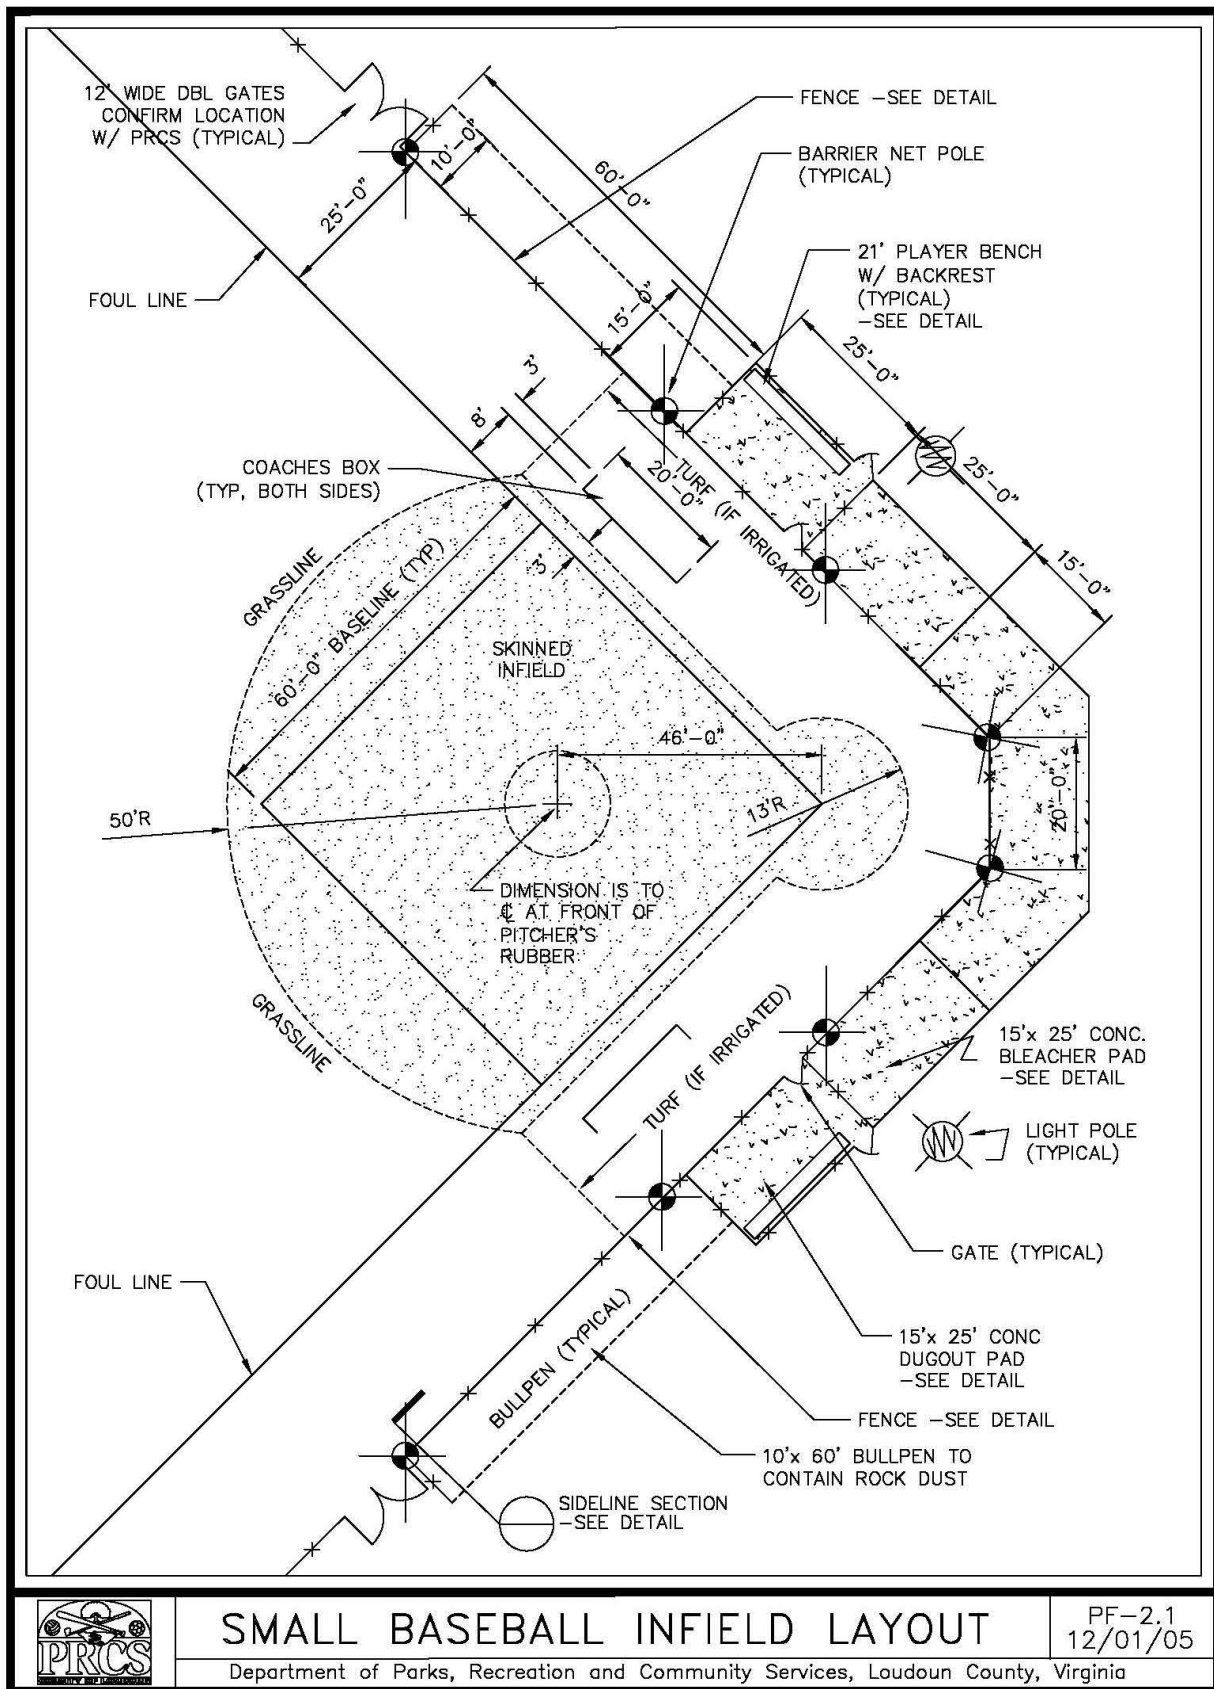 12' WIDE DBL GATES
CONFIRM LOCATION
W/ PRCS (TYPICAL)
FENCE -SEE DETAIL
10'-0"
BARRIER NET POLE
(TYPICAL)
60'-0"
25'-0"
21' PLAYER BENCH
W/ BACKREST
(TYPICAL)
-SEE DETAIL
FOUL LINE
15'-0"
25'-0"
3'
8'
COACHES BOX
(TYP, BOTH SIDES)
20'-0"
TURF (IF IRRIGATED)
25'-0"
15'-0"
GRASSLINE
60'-0" BASELINE (TYP)
3'
SKINNED
INFIELD
46'-0"
20'-0"
50'R
13'R
DIMENSION IS TO
℄ AT FRONT OF
PITCHER'S
RUBBER
GRASSLINE
TURF (IF IRRIGATED)
15'x 25' CONC.
BLEACHER PAD
-SEE DETAIL
LIGHT POLE
(TYPICAL)
GATE (TYPICAL)
FOUL LINE
BULLPEN (TYPICAL)
15'x 25' CONC
DUGOUT PAD
-SEE DETAIL
FENCE -SEE DETAIL
10'x 60' BULLPEN TO
CONTAIN ROCK DUST
SIDELINE SECTION
-SEE DETAIL
PRCS
SMALL BASEBALL INFIELD LAYOUT
PF-2.1
12/01/05
Department of Parks, Recreation and Community Services, Loudoun County, Virginia